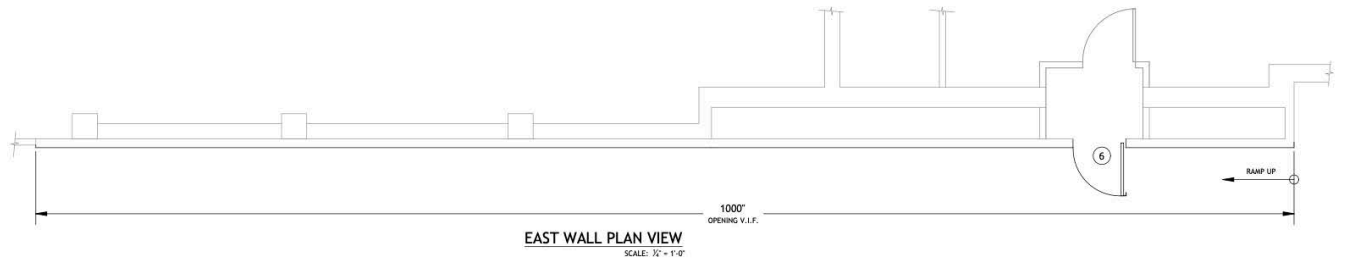 6
RAMP UP
1000"
OPENING V.I.F.
EAST WALL PLAN VIEW
SCALE: ¼" = 1'-0"